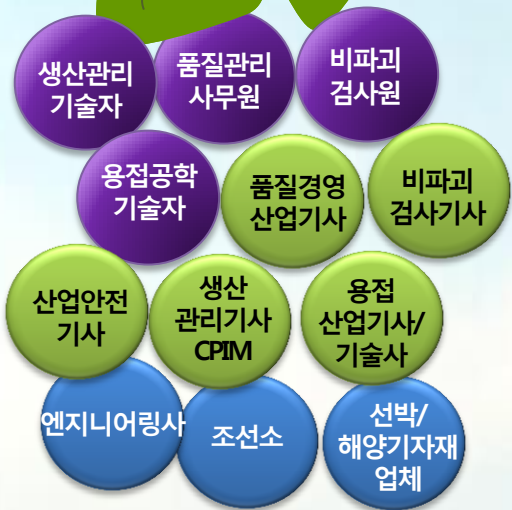 생산관리
기술자
품질관리
사무원
비파괴
검사원
용접공학
기술자
품질경영
산업기사
비파괴
검사기사
산업안전
기사
생산
관리기사
CPIM
용접
산업기사/
기술사
엔지니어링사
조선소
선박/
해양기자재
업체